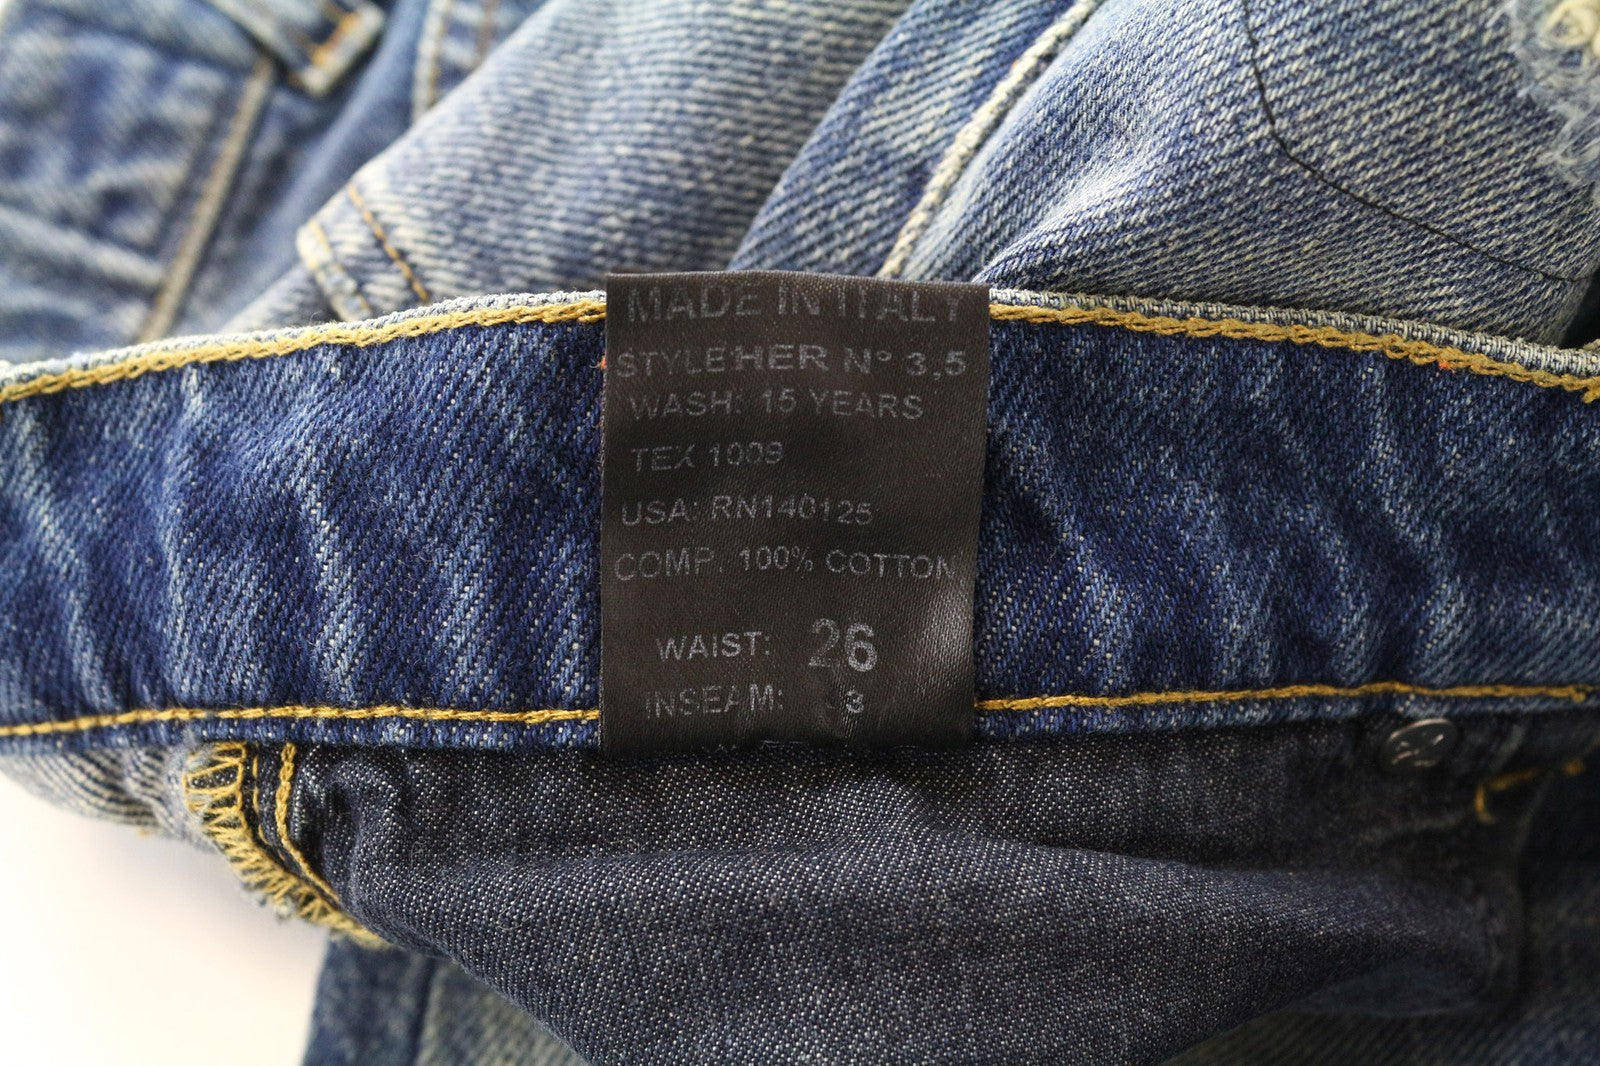 MADE IN ITALY
STYLE:HER N° 3,5
WASH: 15 YEARS
TEX 1009
USA: RN140125
COMP. 100% COTTON
WAIST: 26
INSEAM: